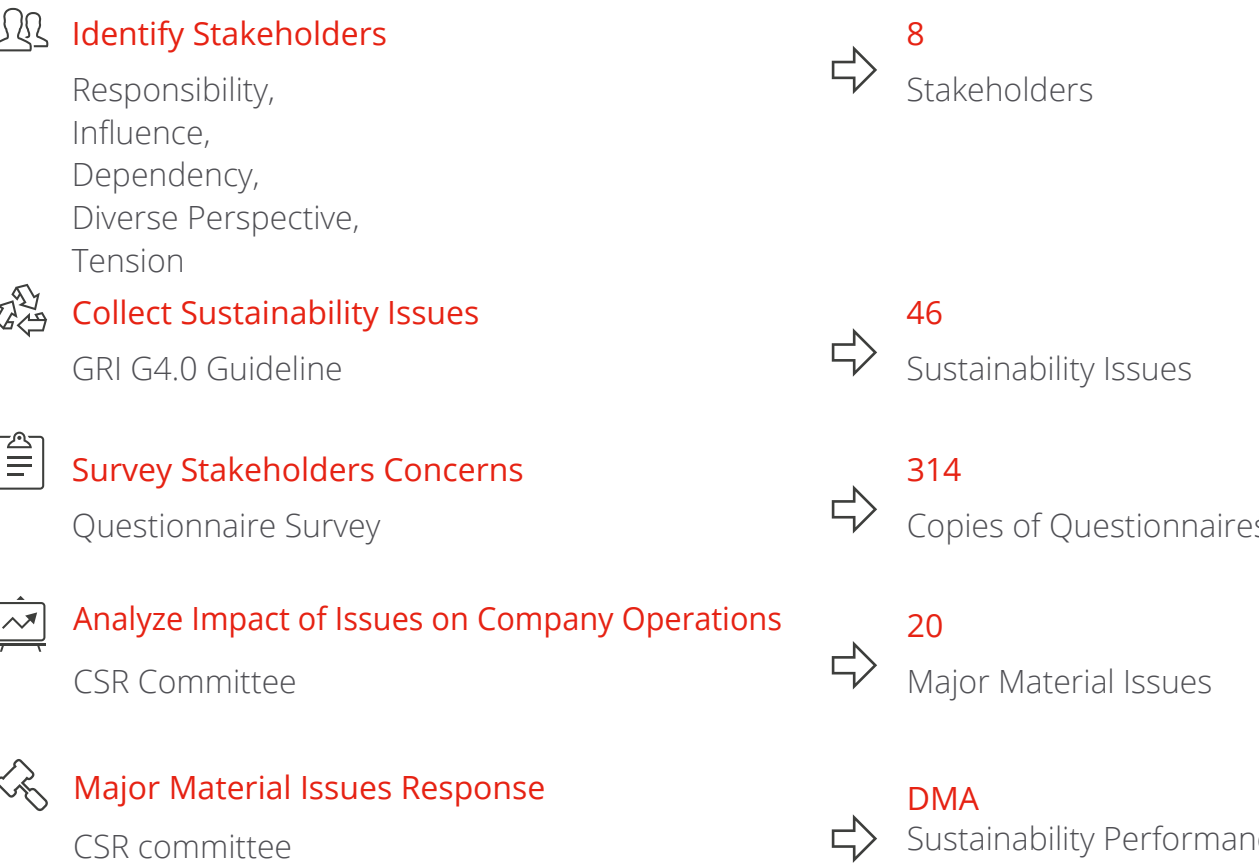 Identify Stakeholders
Responsibility,
Influence,
Dependency,
Diverse Perspective,
Tension
8
Stakeholders
Collect Sustainability Issues
GRI G4.0 Guideline
46
Sustainability Issues
Survey Stakeholders Concerns
Questionnaire Survey
314
Copies of Questionnaires
Analyze Impact of Issues on Company Operations
CSR Committee
20
Major Material Issues
Major Material Issues Response
CSR committee
DMA
Sustainability